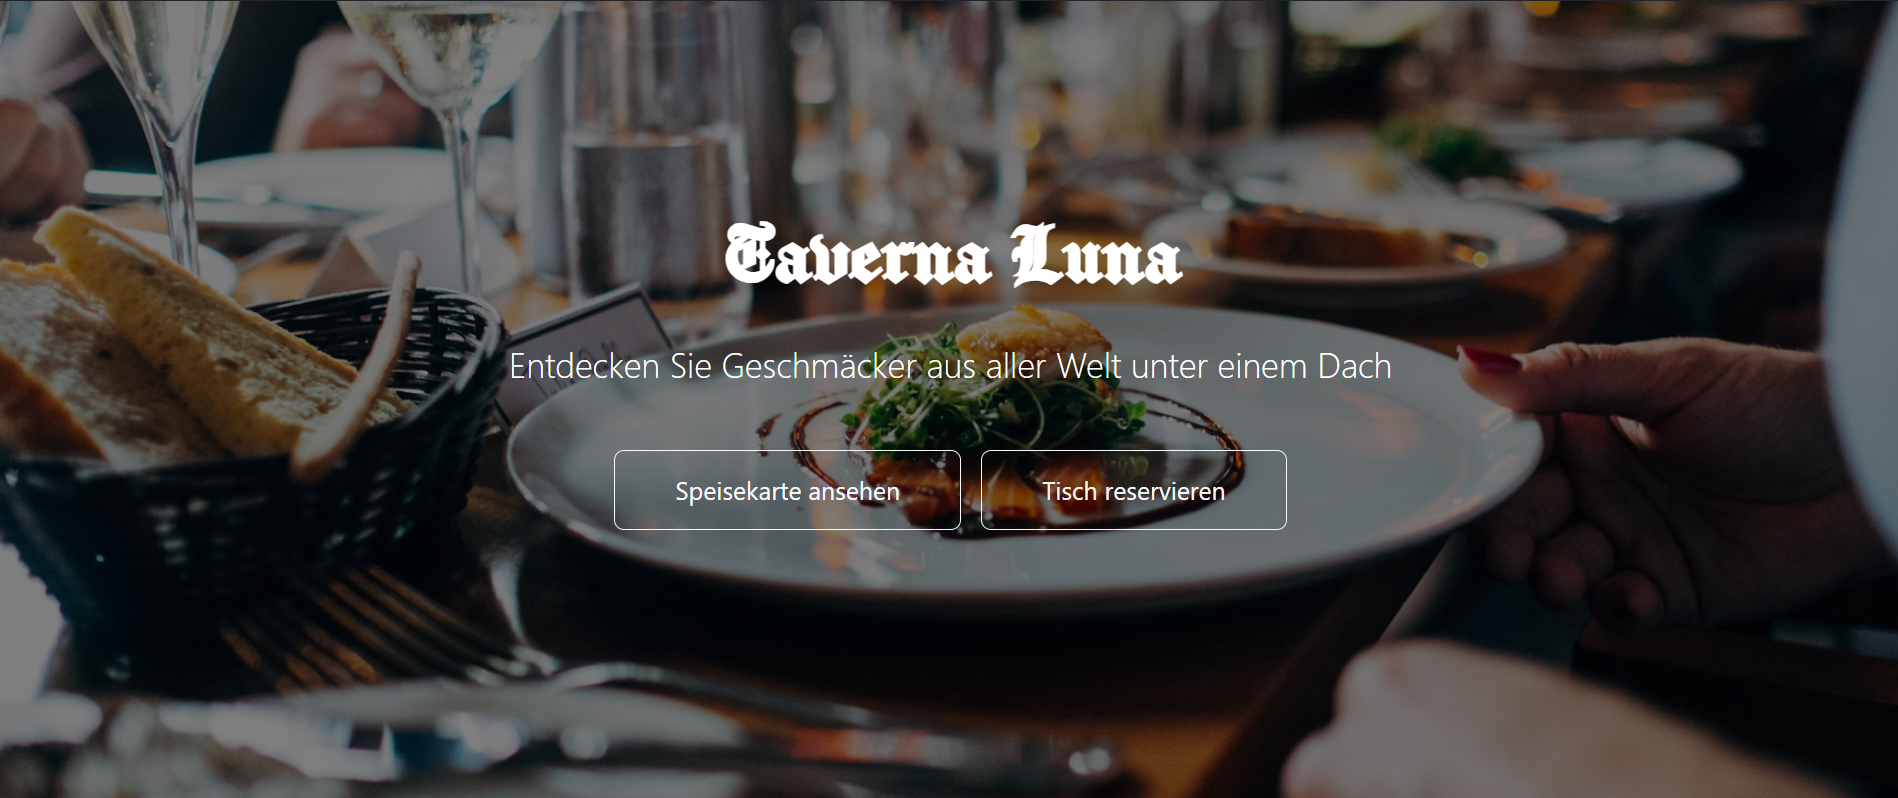 Taverna Luna
Entdecken Sie Geschmäcker aus aller Welt unter einem Dach
Speisekarte ansehen
Tisch reservieren